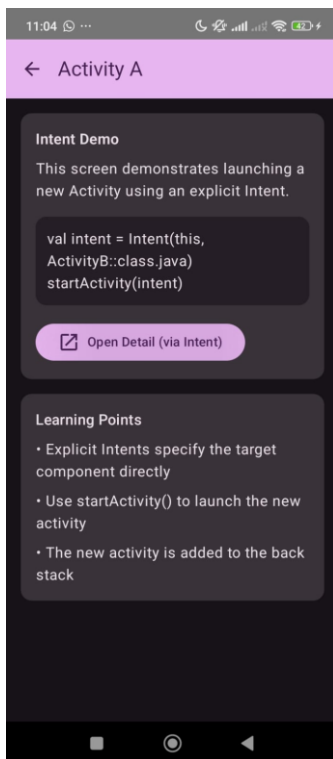 11:04
42
Activity A
Intent Demo
This screen demonstrates launching a
new Activity using an explicit Intent.
val intent = Intent(this,
ActivityB::class.java)
startActivity(intent)
Open Detail (via Intent)
Learning Points
• Explicit Intents specify the target
component directly
• Use startActivity() to launch the new
activity
• The new activity is added to the back
stack